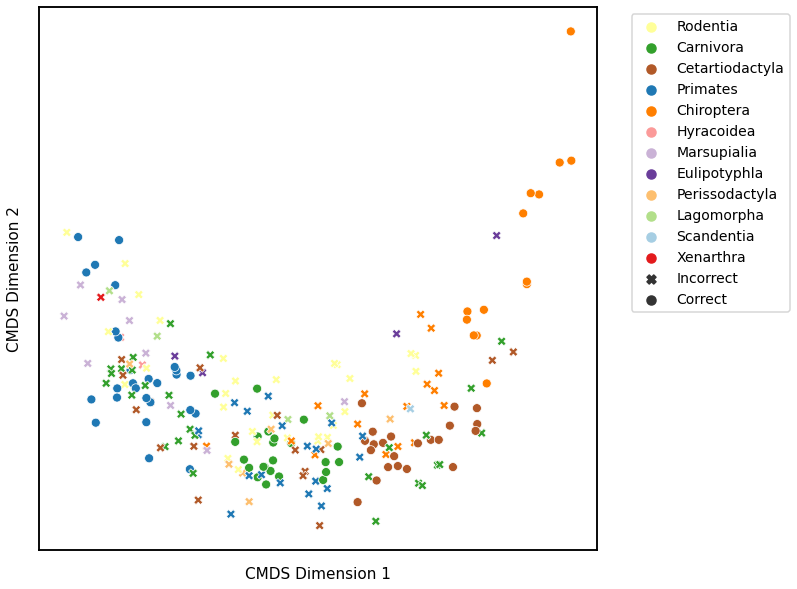 Rodentia
Carnivora
Cetartiodactyla
Primates
Chiroptera
Hyracoidea
Marsupialia
Eulipotyphla
Perissodactyla
Lagomorpha
Scandentia
Xenarthra
Incorrect
Correct
CMDS Dimension 2
CMDS Dimension 1